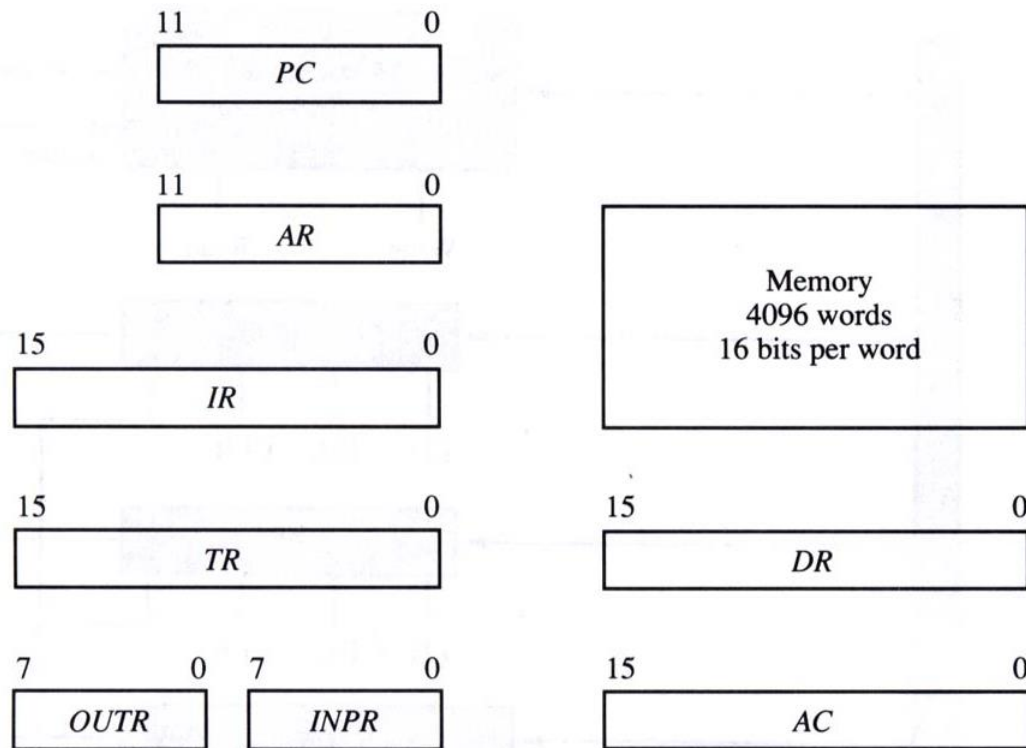 11 0
PC
11 0
AR
Memory
4096 words
16 bits per word
15 0
IR
15 0
TR
15 0
DR
7 0
OUTR
7 0
INPR
15 0
AC